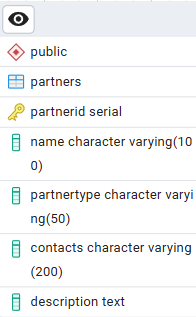 public
partners
partnerid serial
name character varying(10
0)
partnertype character varyi
ng(50)
contacts character varying
(200)
description text